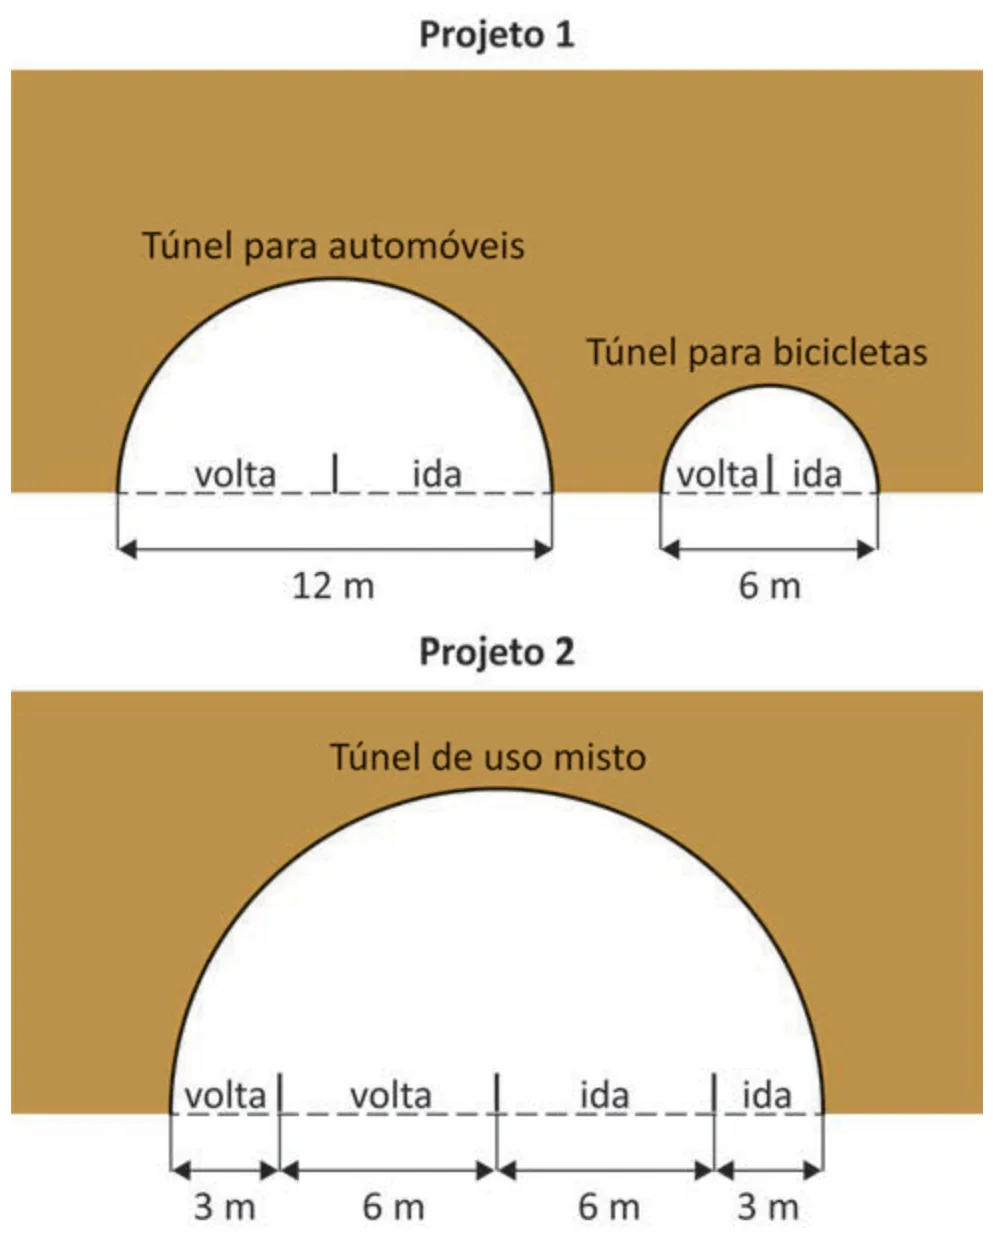 Projeto 1
Túnel para automóveis
Túnel para bicicletas
volta ida
volta ida
12 m
6 m
Projeto 2
Túnel de uso misto
volta volta ida ida
3 m 6 m 6 m 3 m